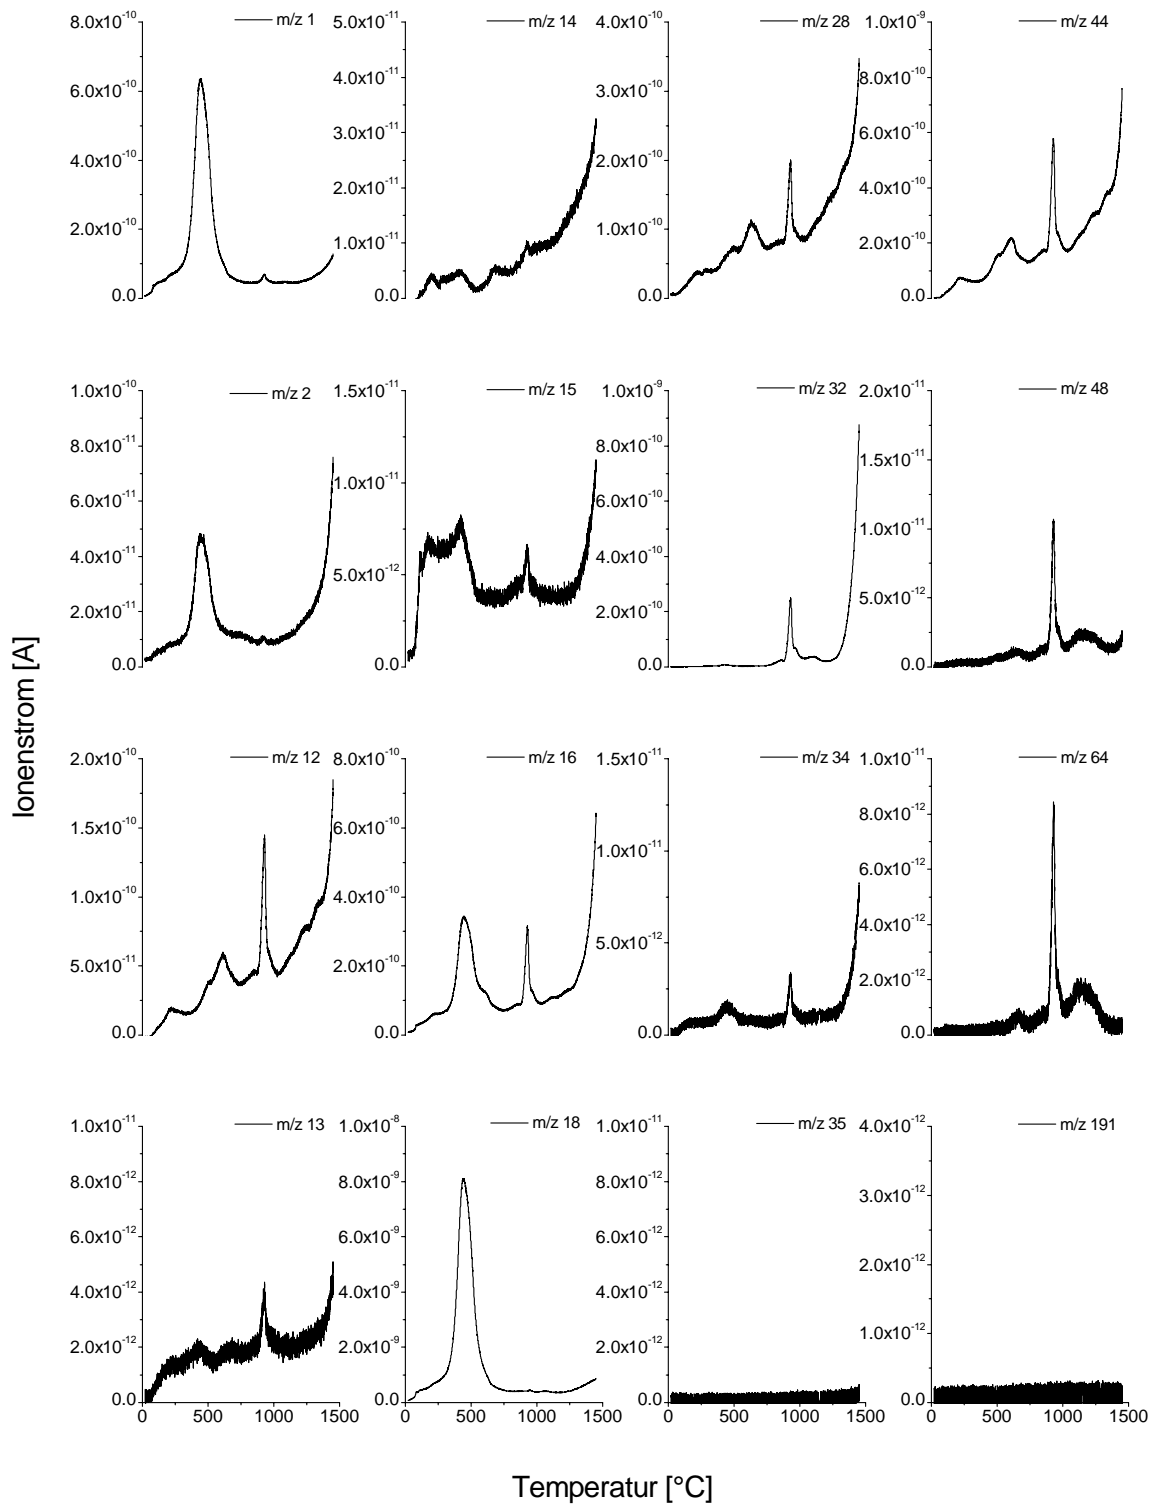 Ionenstrom [A]
m/z 1
8.0x10⁻¹⁰
6.0x10⁻¹⁰
4.0x10⁻¹⁰
2.0x10⁻¹⁰
0.0
m/z 14
5.0x10⁻¹¹
4.0x10⁻¹¹
3.0x10⁻¹¹
2.0x10⁻¹¹
1.0x10⁻¹¹
0.0
m/z 28
4.0x10⁻¹⁰
3.0x10⁻¹⁰
2.0x10⁻¹⁰
1.0x10⁻¹⁰
0.0
m/z 44
1.0x10⁻⁹
8.0x10⁻¹⁰
6.0x10⁻¹⁰
4.0x10⁻¹⁰
2.0x10⁻¹⁰
0.0
m/z 2
1.0x10⁻¹⁰
8.0x10⁻¹¹
6.0x10⁻¹¹
4.0x10⁻¹¹
2.0x10⁻¹¹
0.0
m/z 15
1.5x10⁻¹¹
1.0x10⁻¹¹
5.0x10⁻¹²
0.0
m/z 32
1.0x10⁻⁹
8.0x10⁻¹⁰
6.0x10⁻¹⁰
4.0x10⁻¹⁰
2.0x10⁻¹⁰
0.0
m/z 48
2.0x10⁻¹¹
1.5x10⁻¹¹
1.0x10⁻¹¹
5.0x10⁻¹²
0.0
m/z 12
2.0x10⁻¹⁰
1.5x10⁻¹⁰
1.0x10⁻¹⁰
5.0x10⁻¹¹
0.0
m/z 16
8.0x10⁻¹⁰
6.0x10⁻¹⁰
4.0x10⁻¹⁰
2.0x10⁻¹⁰
0.0
m/z 34
1.5x10⁻¹¹
1.0x10⁻¹¹
5.0x10⁻¹²
0.0
m/z 64
1.0x10⁻¹¹
8.0x10⁻¹²
6.0x10⁻¹²
4.0x10⁻¹²
2.0x10⁻¹²
0.0
m/z 13
1.0x10⁻¹¹
8.0x10⁻¹²
6.0x10⁻¹²
4.0x10⁻¹²
2.0x10⁻¹²
0.0
0 500 1000 1500
m/z 18
1.0x10⁻⁸
8.0x10⁻⁹
6.0x10⁻⁹
4.0x10⁻⁹
2.0x10⁻⁹
0.0
0 500 1000 1500
m/z 35
1.0x10⁻¹¹
8.0x10⁻¹²
6.0x10⁻¹²
4.0x10⁻¹²
2.0x10⁻¹²
0.0
0 500 1000 1500
m/z 191
4.0x10⁻¹²
3.0x10⁻¹²
2.0x10⁻¹²
1.0x10⁻¹²
0.0
0 500 1000 1500
Temperatur [°C]